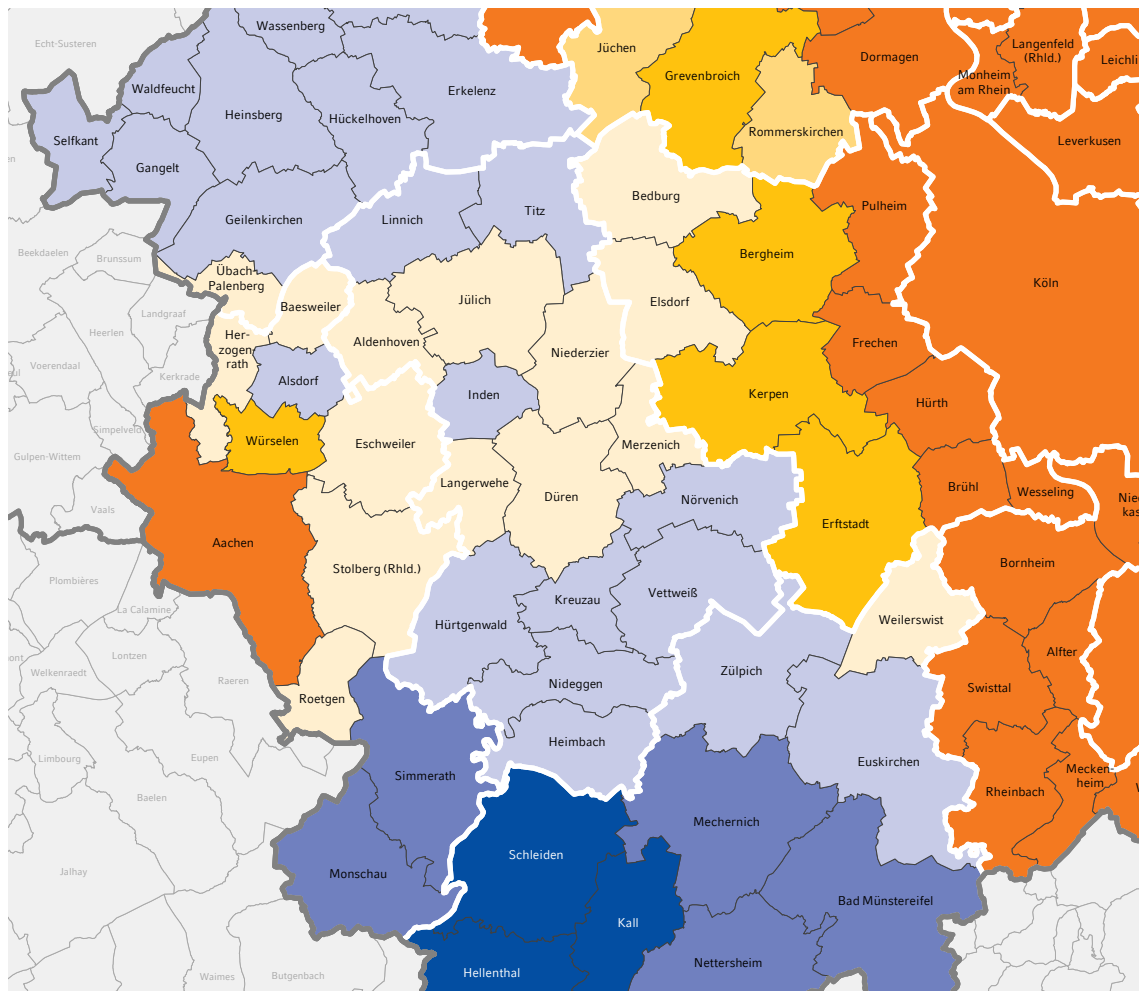 Wassenberg
Echt-Susteren
Jüchen
Langenfeld
(Rhld.)
Dormagen
Leichli
Grevenbroich
Monheim
am Rhein
Waldfeucht
Erkelenz
Heinsberg
Hückelhoven
Rommerskirchen
Selfkant
Leverkusen
en
Gangelt
Bedburg
Pulheim
Titz
Geilenkirchen
Linnich
Beekdaelen
Brunssum
Bergheim
Übach-
Palenberg
Köln
Jülich
Elsdorf
Baesweiler
Landgraaf
Heerlen
Her-
zogen-
rath
Aldenhoven
Frechen
Niederzier
Voerendaal
eul
Kerkrade
Alsdorf
Inden
Kerpen
Hürth
Simpelveld
Würselen
Eschweiler
Merzenich
Gulpen-Wittem
Langerwehe
Brühl
Wesseling
Düren
Nörvenich
Nied
kas
Vaals
Erftstadt
Aachen
Bornheim
Stolberg (Rhld.)
Plombières
Vettweiß
Kreuzau
La Calamine
Weilerswist
Hürtgenwald
Alfter
Lontzen
mont
Welkenraedt
Zülpich
Raeren
Nideggen
Swisttal
Roetgen
Heimbach
Limbourg
Eupen
Euskirchen
Simmerath
Mecken-
heim
Rheinbach
W
Baelen
Mechernich
Schleiden
Jalhay
Monschau
Bad Münstereifel
Kall
Nettersheim
Waimes
Butgenbach
Hellenthal